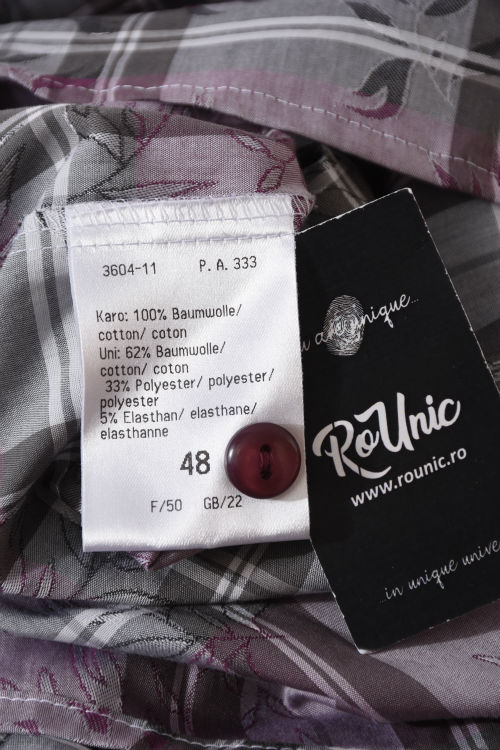 3604-11 P. A. 333
Karo: 100% Baumwolle/
cotton/ coton
Uni: 62% Baumwolle/
cotton/ coton
33% Polyester/ polyester/
polyester
5% Elasthan/ elasthane/
elasthanne
48
F/50 GB/22
are unique...
RoUnic
www.rounic.ro
...in unique